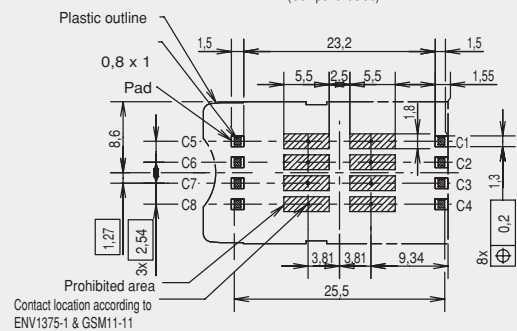 Plastic outline
1,5
23,2
1,5
0,8 x 1
5,5
2,5
5,5
1,55
Pad
1,8
8,6
C5
C1
C6
C2
C7
C3
C8
C4
1,3
0,2
8x
1,27
2,54
3x
3,81
3,81
9,34
Prohibited area
25,5
Contact location according to
ENV1375-1 & GSM11-11